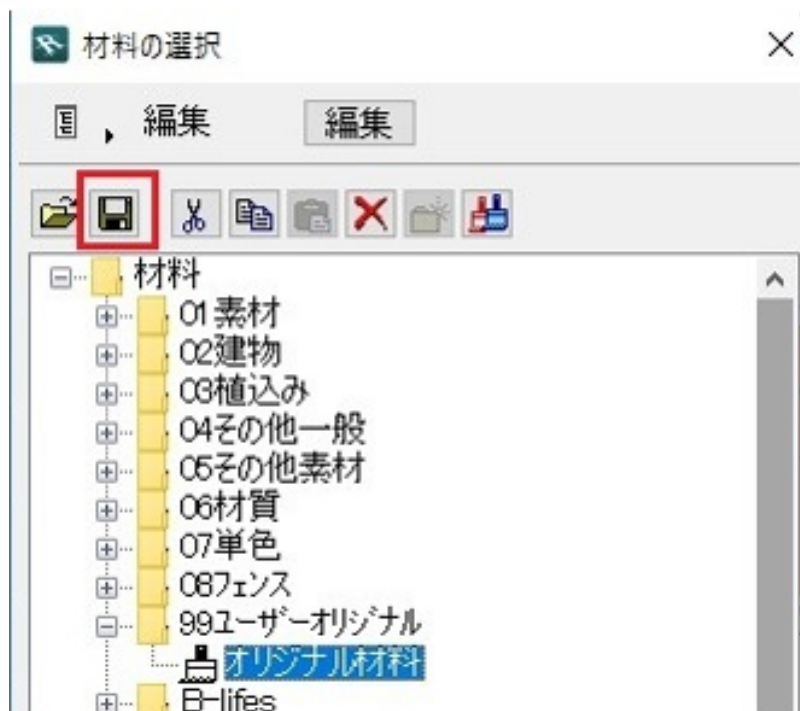 材料の選択
編集 編集
材料
01素材
02建物
03植込み
04その他一般
05その他素材
06材質
07単色
08フェンス
99ユーザーオリジナル
オリジナル材料
B-lifes